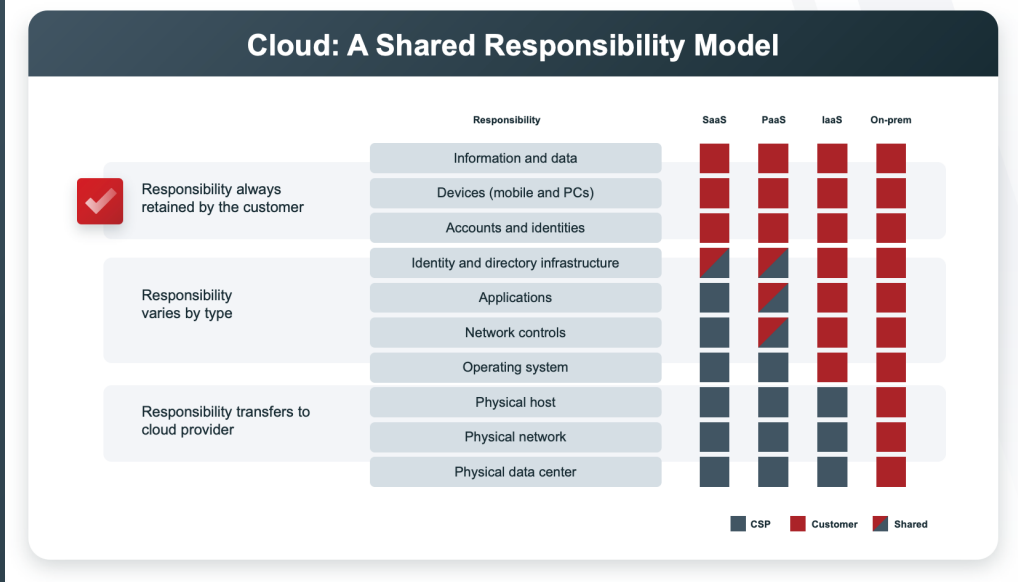 Cloud: A Shared Responsibility Model
Responsibility
SaaS
PaaS
IaaS
On-prem
Responsibility always
retained by the customer
Information and data
Devices (mobile and PCs)
Accounts and identities
Responsibility
varies by type
Identity and directory infrastructure
Applications
Network controls
Operating system
Responsibility transfers to
cloud provider
Physical host
Physical network
Physical data center
CSP
Customer
Shared